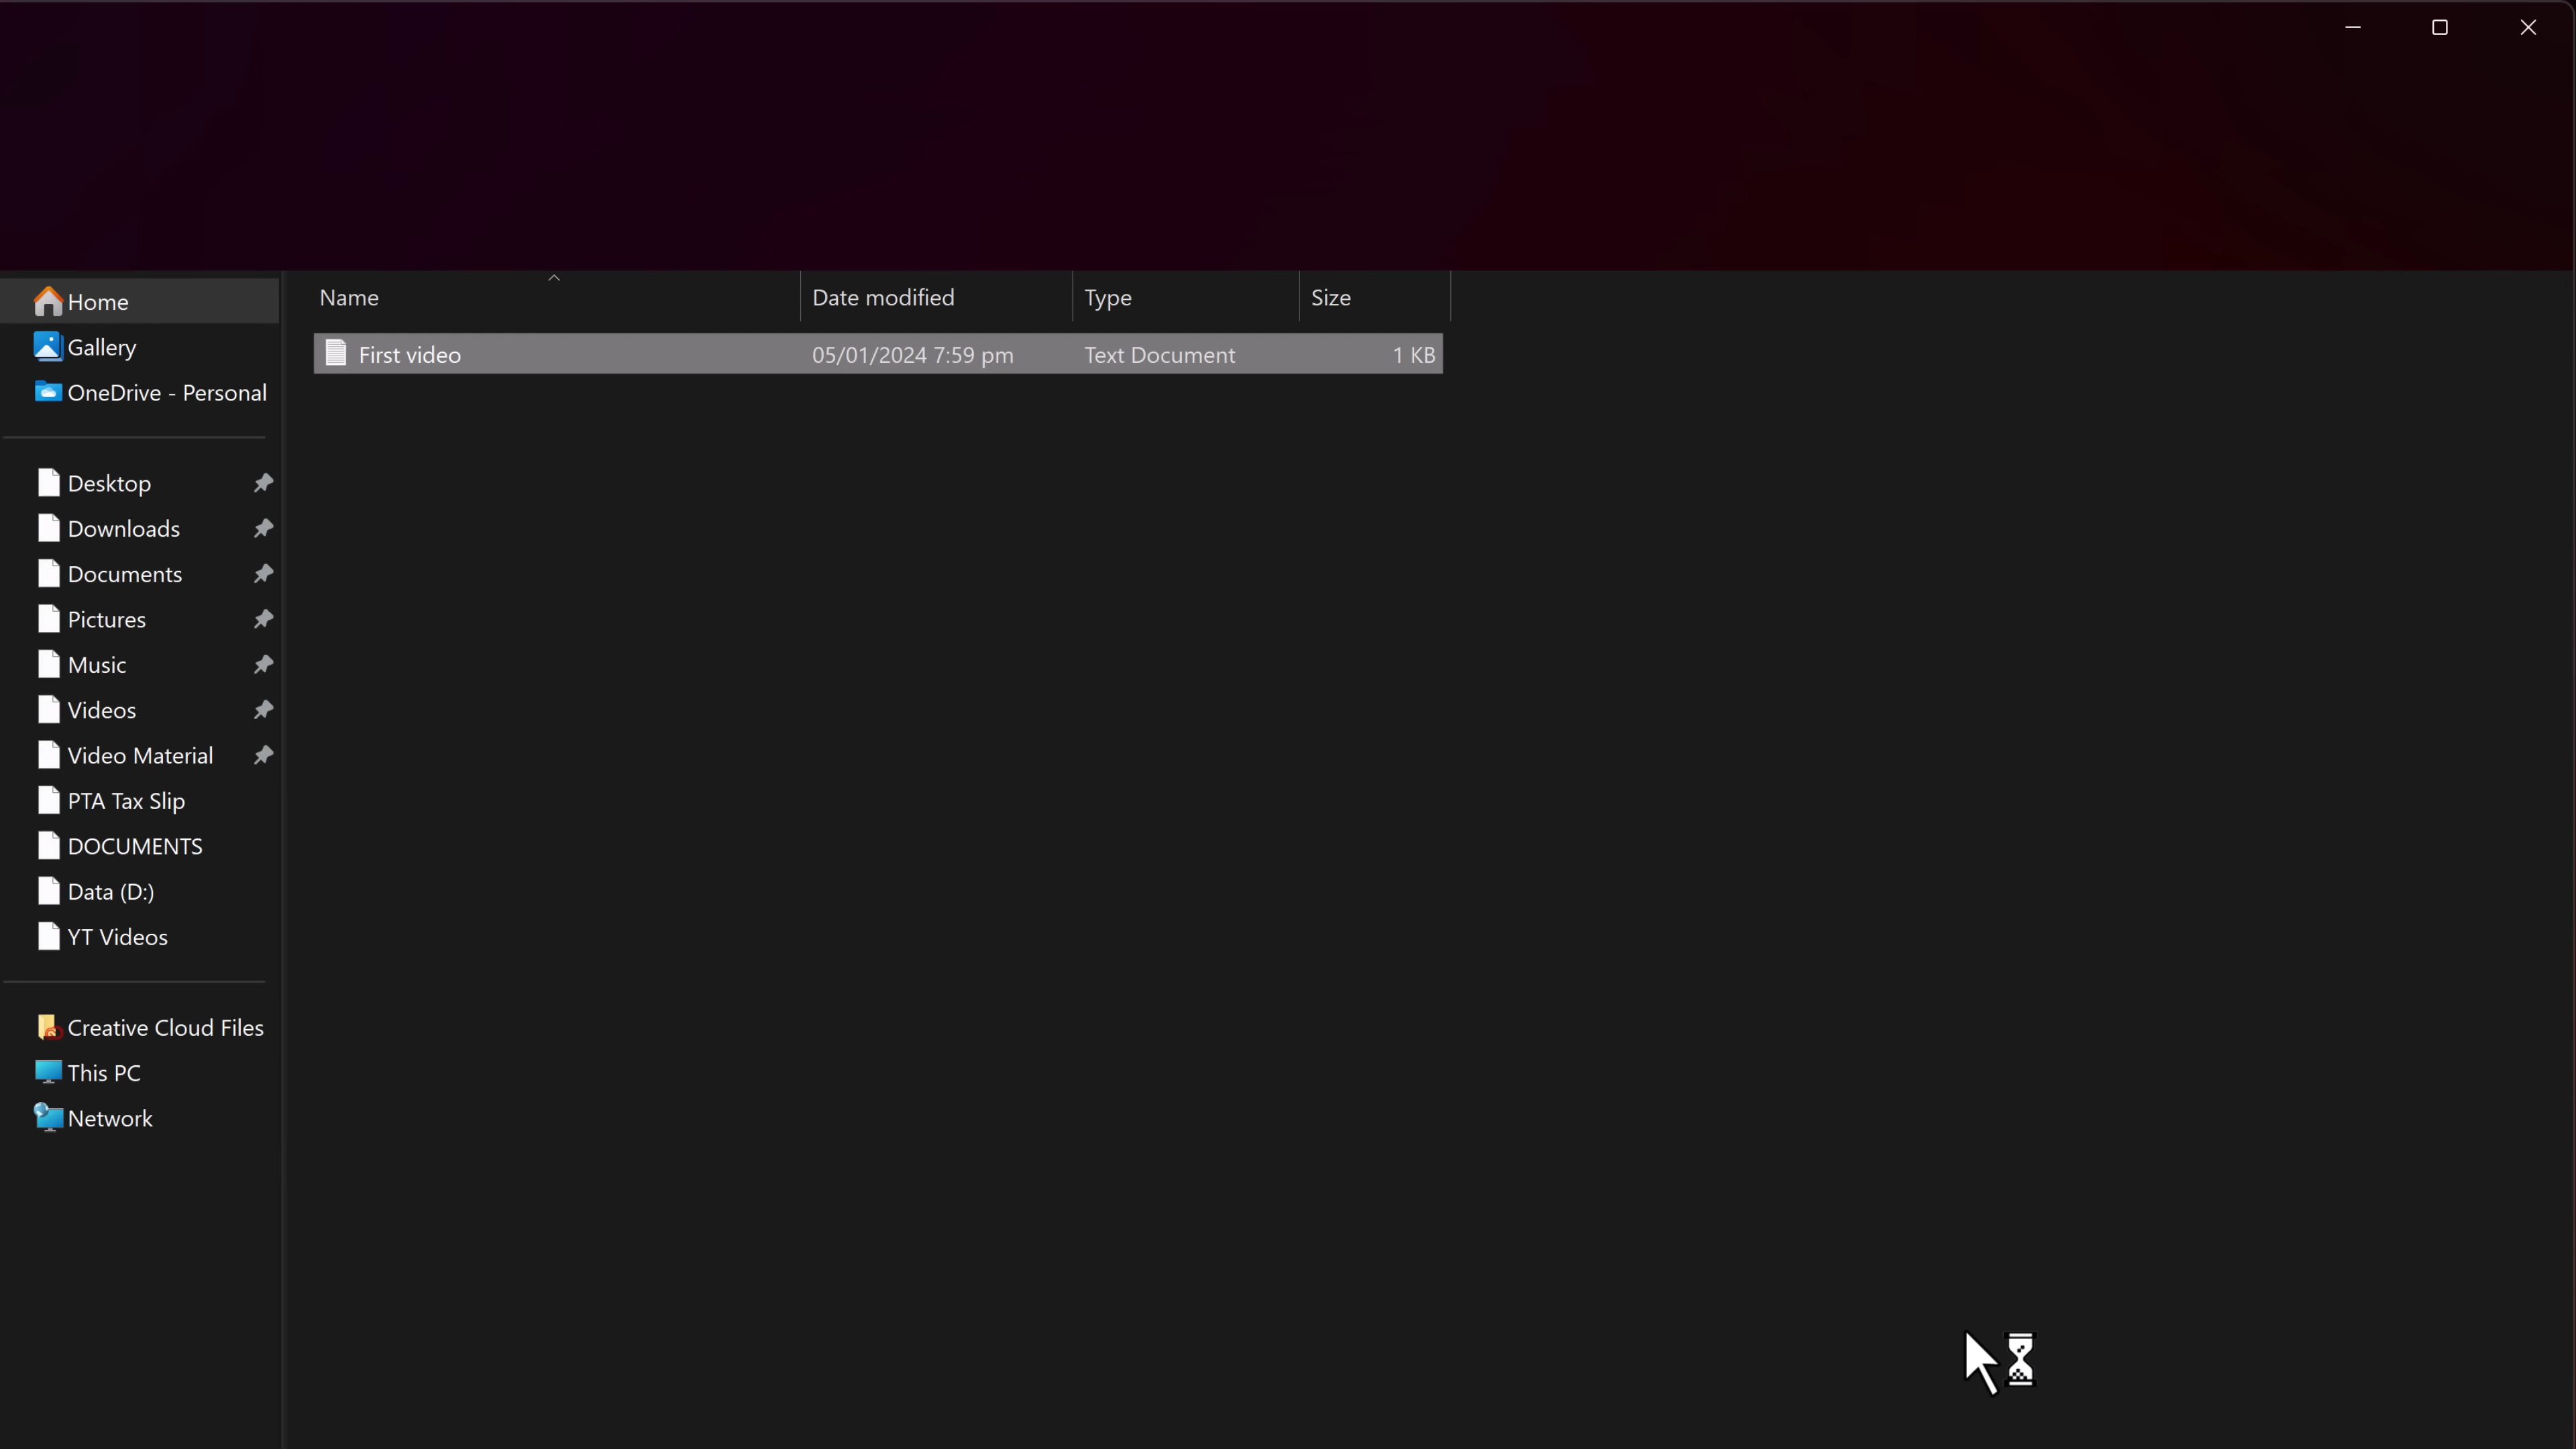 Home
Gallery
OneDrive - Personal
Desktop
Downloads
Documents
Pictures
Music
Videos
Video Material
PTA Tax Slip
DOCUMENTS
Data (D:)
YT Videos
Creative Cloud Files
This PC
Network
Name Date modified Type Size
First video 05/01/2024 7:59 pm Text Document 1 KB